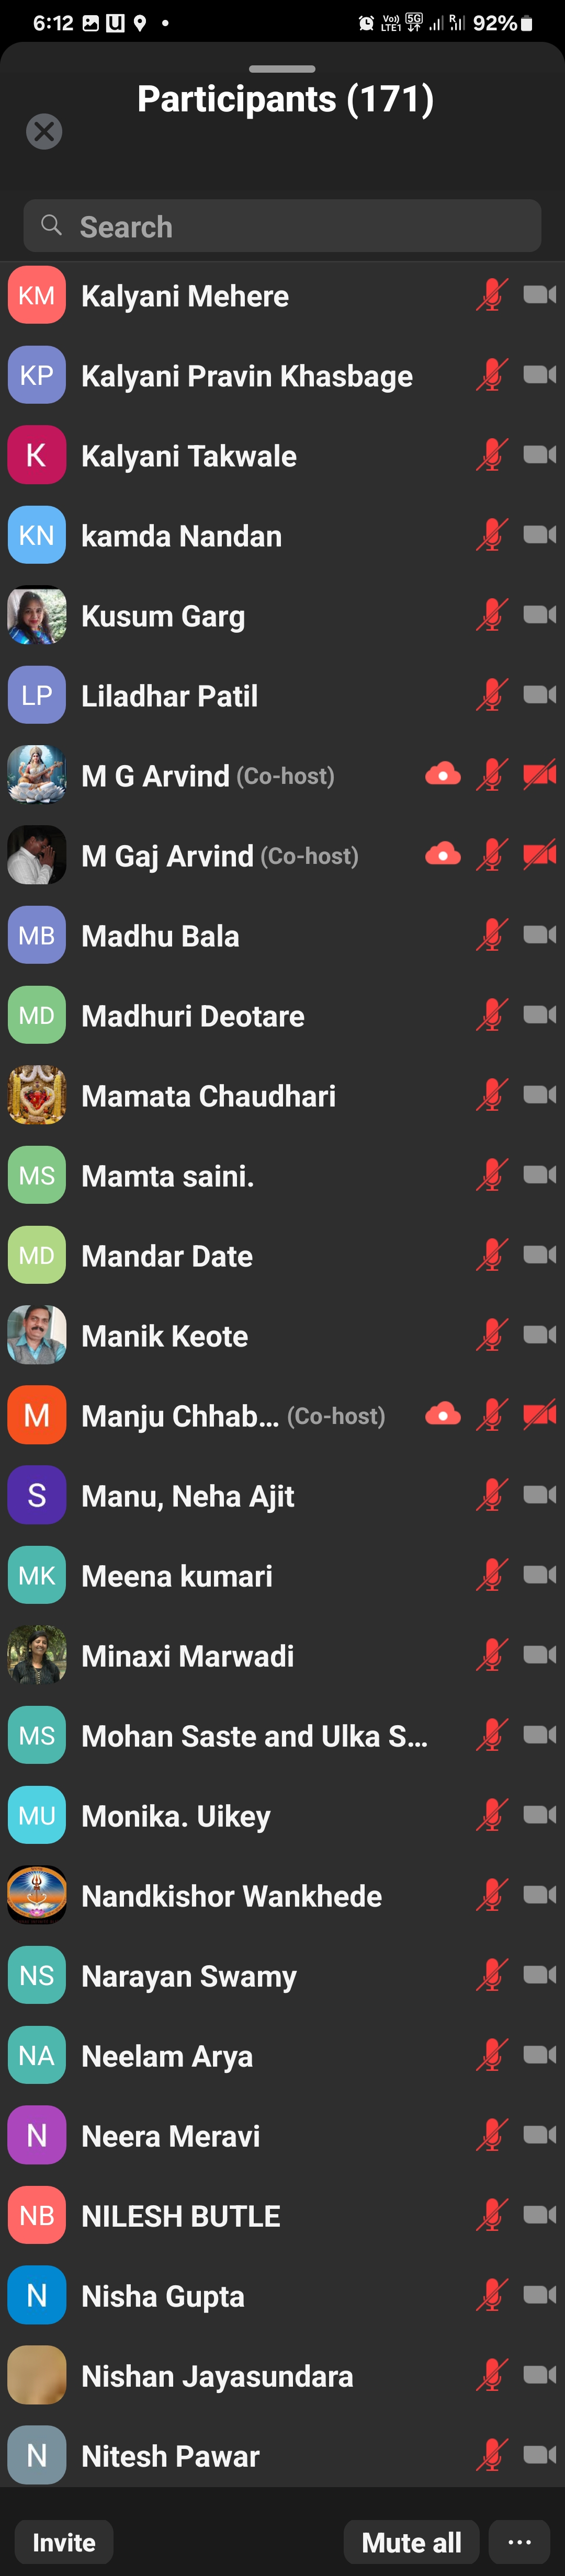 6:12 U Vo) LTE1 5G R 92%
Participants (171)
Search
KM Kalyani Mehere
KP Kalyani Pravin Khasbage
K Kalyani Takwale
KN kamda Nandan
Kusum Garg
LP Liladhar Patil
M G Arvind (Co-host)
M Gaj Arvind (Co-host)
MB Madhu Bala
MD Madhuri Deotare
Mamata Chaudhari
MS Mamta saini.
MD Mandar Date
Manik Keote
M Manju Chhab... (Co-host)
S Manu, Neha Ajit
MK Meena kumari
Minaxi Marwadi
MS Mohan Saste and Ulka S...
MU Monika. Uikey
Nandkishor Wankhede
NS Narayan Swamy
NA Neelam Arya
N Neera Meravi
NB NILESH BUTLE
N Nisha Gupta
Nishan Jayasundara
N Nitesh Pawar
Invite Mute all ...